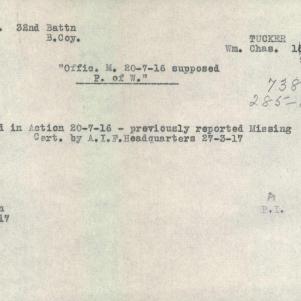 32nd Battn
B.Coy.
TUCKER
Wm. Chas.
"Offic. M. 20-7-16 supposed
P. of W."
738
285-
d in Action 20-7-16 - previously reported Missing
Cert. by A.I.F.Headquarters 27-3-17
17
P.I.